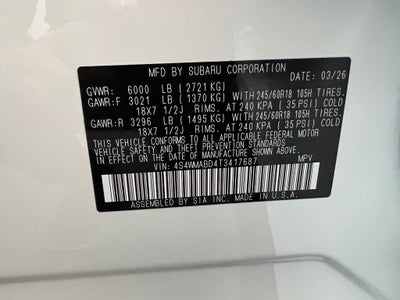 MFD BY SUBARU CORPORATION DATE: 03/26
GVWR: 6000 LB (2721 KG)
GAWR:F 3021 LB (1370 KG) WITH 245/60R18 105H TIRES.
18X7 1/2J RIMS. AT 240 KPA (35 PSI) COLD
GAWR:R 3296 LB (1495 KG) WITH 245/60R18 105H TIRES.
18X7 1/2J RIMS. AT 240 KPA (35 PSI) COLD
THIS VEHICLE CONFORMS TO ALL APPLICABLE FEDERAL MOTOR
VEHICLE SAFETY STANDARDS IN EFFECT ON THE DATE OF
MANUFACTURE SHOWN ABOVE.
VIN: 4S4WMABD4T3417687 MPV
ASSEMBLED BY SIA INC. MADE IN U.S.A.